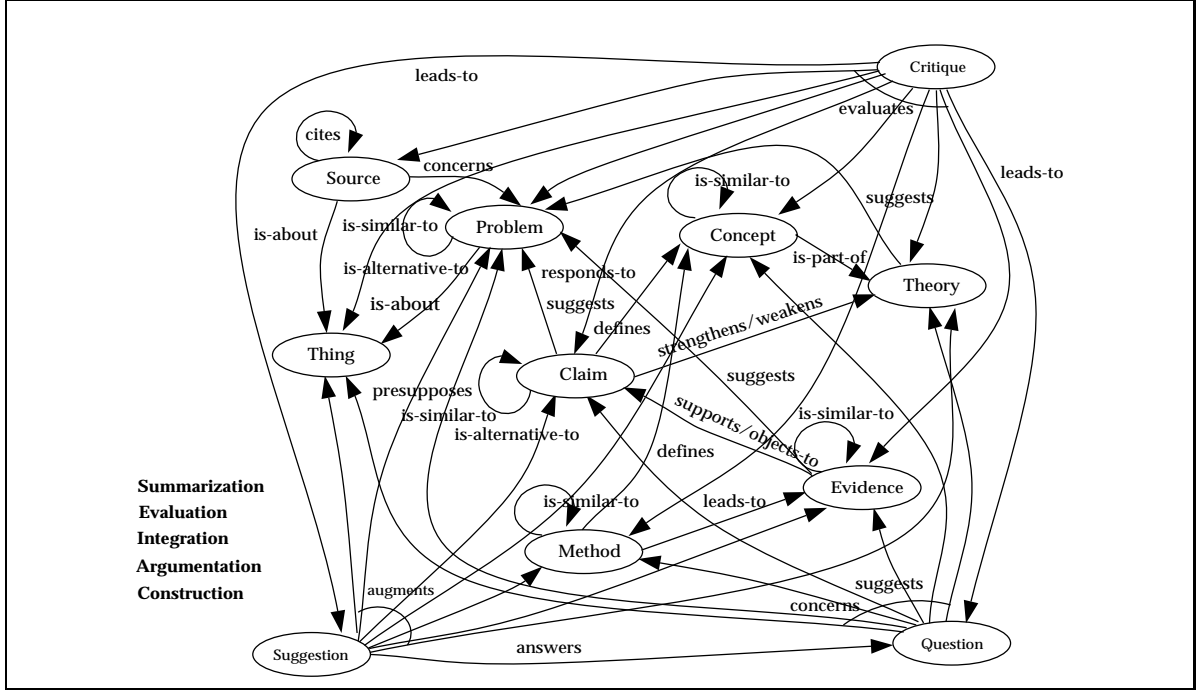 Critique
leads-to
evaluates
cites
concerns
Source
is-similar-to
leads-to
suggests
is-similar-to
Problem
Concept
is-about
is-part-of
is-alternative-to
responds-to
Theory
is-about
suggests
defines
strengthens/weakens
Thing
Claim
suggests
presupposes
is-similar-to
supports/objects-to
is-similar-to
is-alternative-to
defines
Summarization
Evidence
is-similar-to
leads-to
Evaluation
Integration
Method
Argumentation
suggests
Construction
augments
concerns
Question
answers
Suggestion